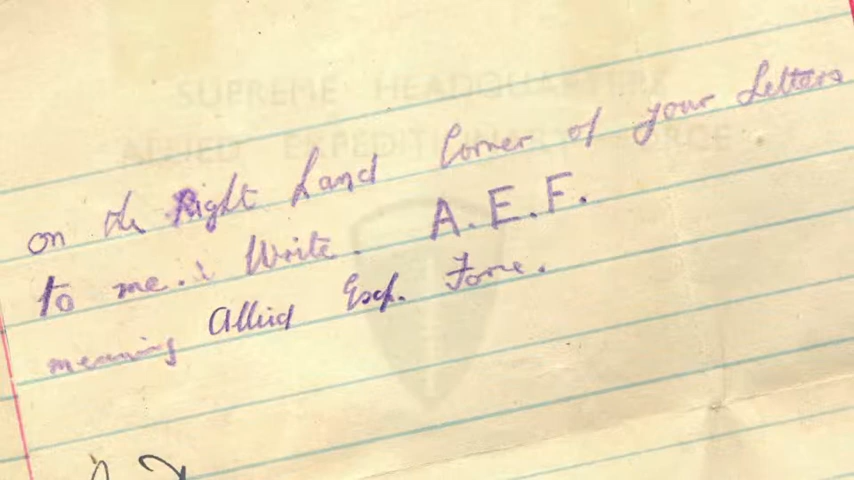 SUPREME HEADQUARTERS
ALLIED EXPEDITIONARY FORCE
on the Right Hand Corner of your Letters
to me. Write. A.E.F.
meaning Allied Exp. Force.